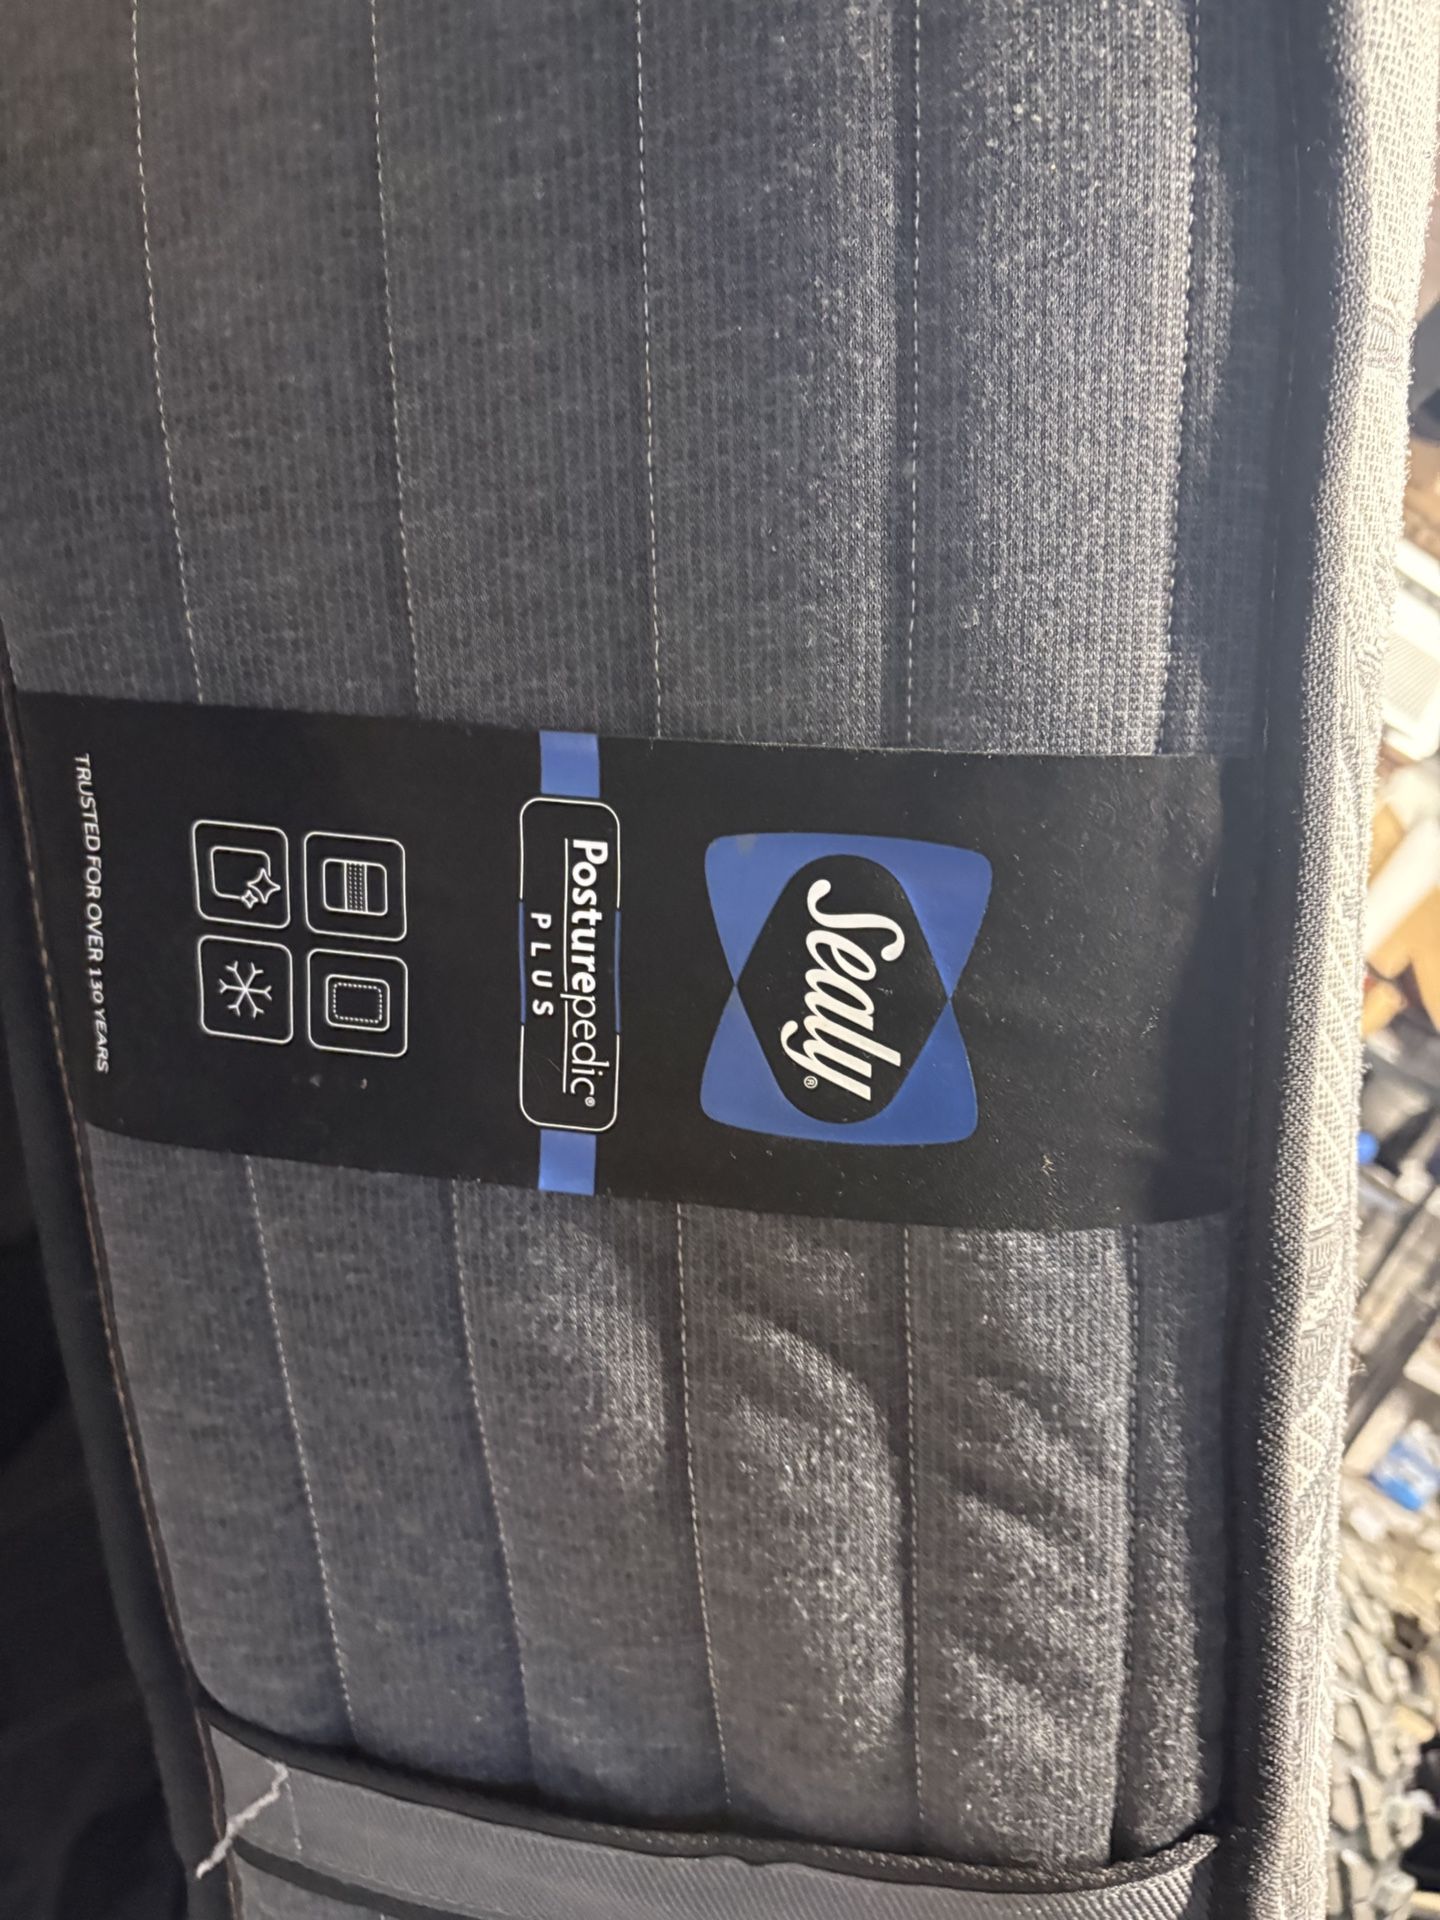 Sealy®
Posturepedic®
PLUS
TRUSTED FOR OVER 130 YEARS